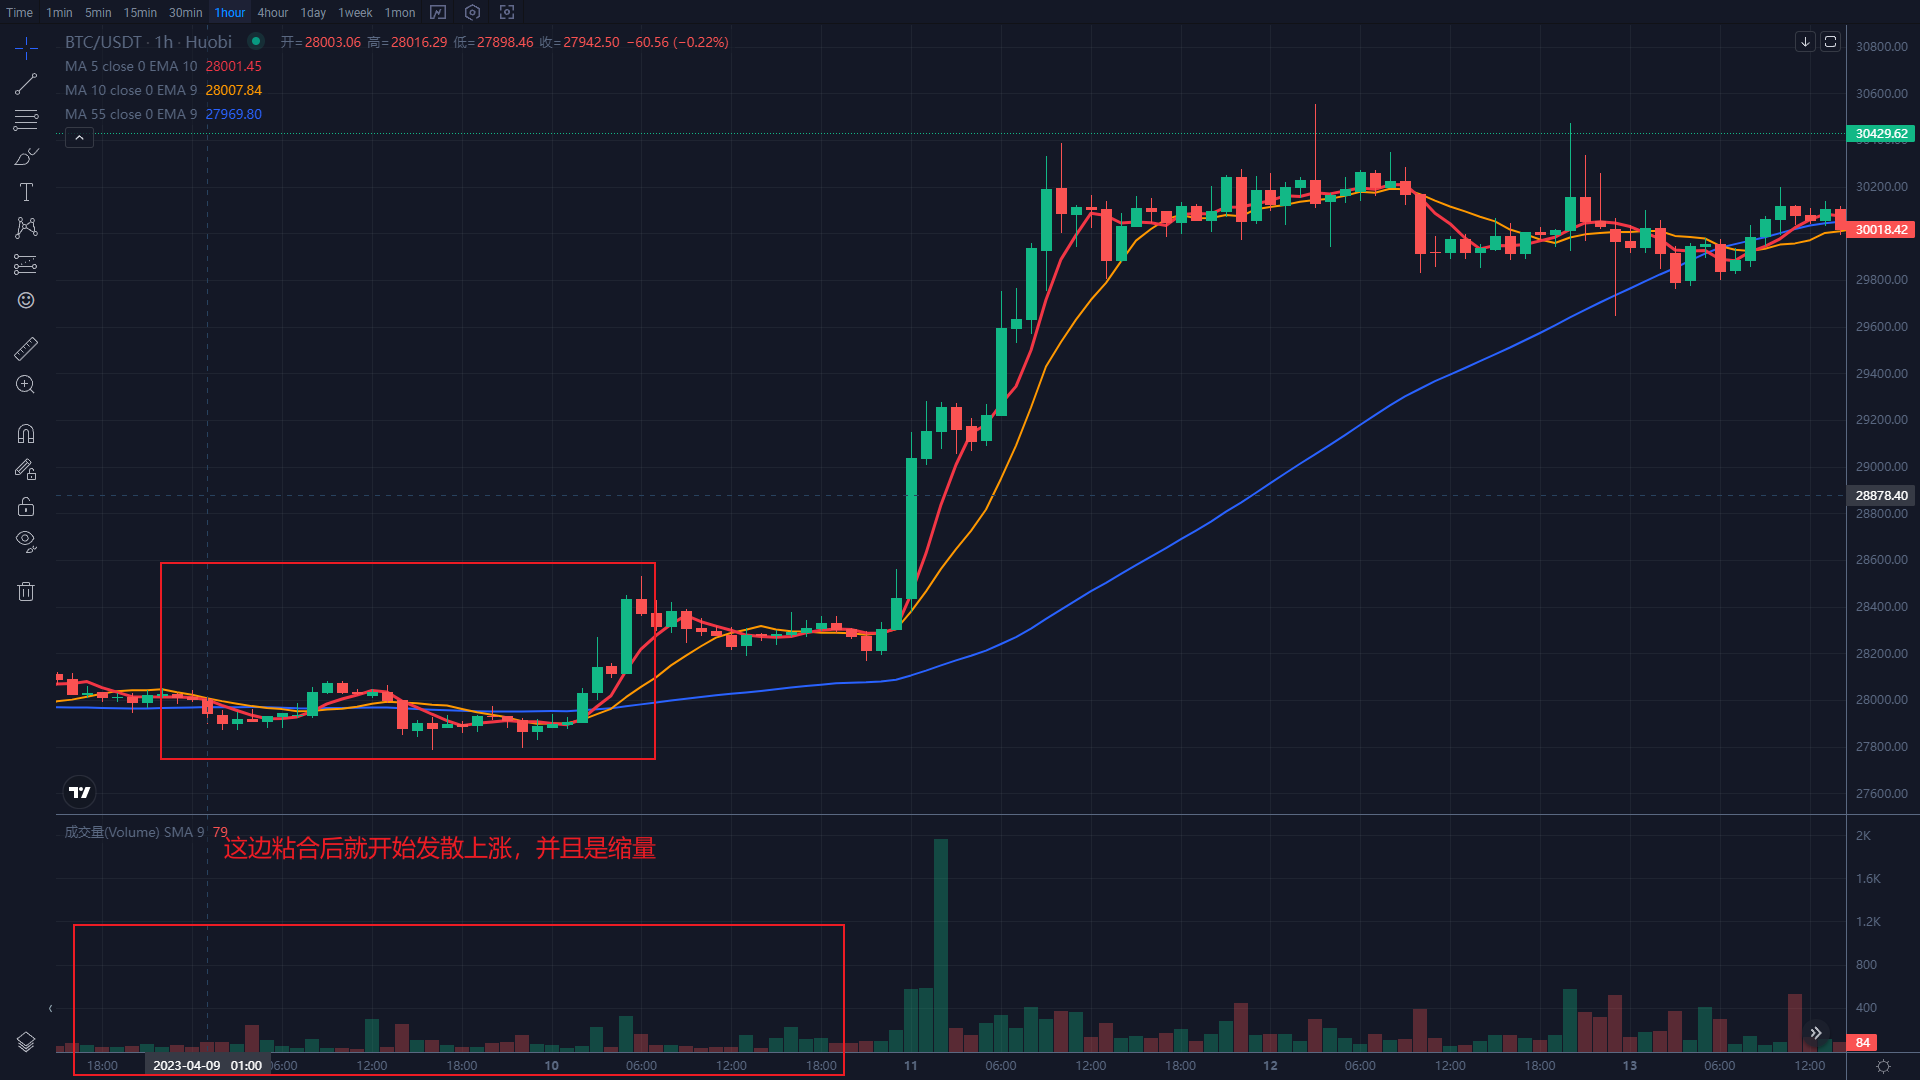 Time 1min 5min 15min 30min 1hour 4hour 1day 1week 1mon
BTC/USDT · 1h · Huobi 开=28003.06 高=28016.29 低=27898.46 收=27942.50 −60.56 (−0.22%)
MA 5 close 0 EMA 10 28001.45
MA 10 close 0 EMA 9 28007.84
MA 55 close 0 EMA 9 27969.80
30800.00
30600.00
30429.62
30200.00
30018.42
29800.00
29600.00
29400.00
29200.00
29000.00
28878.40
28800.00
28600.00
28400.00
28200.00
28000.00
27800.00
27600.00
成交量(Volume) SMA 9 79
这边粘合后就开始发散上涨，并且是缩量
2K
1.6K
1.2K
800
400
84
18:00 2023-04-09 01:00 06:00 12:00 18:00 10 06:00 12:00 18:00 11 06:00 12:00 18:00 12 06:00 12:00 18:00 13 06:00 12:00